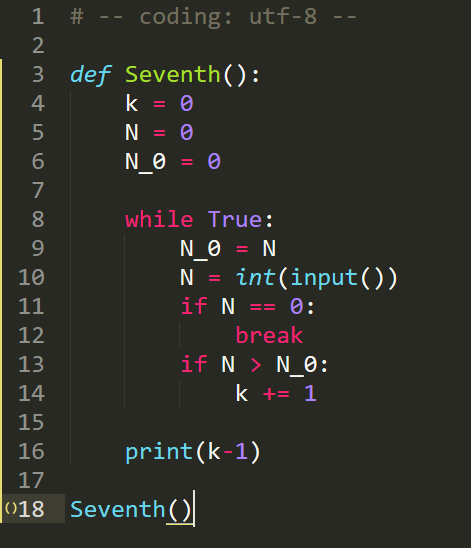 1 # -- coding: utf-8 --
2
3 def Seventh():
4     k = 0
5     N = 0
6     N_0 = 0
7
8     while True:
9         N_0 = N
10         N = int(input())
11         if N == 0:
12             break
13         if N > N_0:
14             k += 1
15
16     print(k-1)
17
18 Seventh()